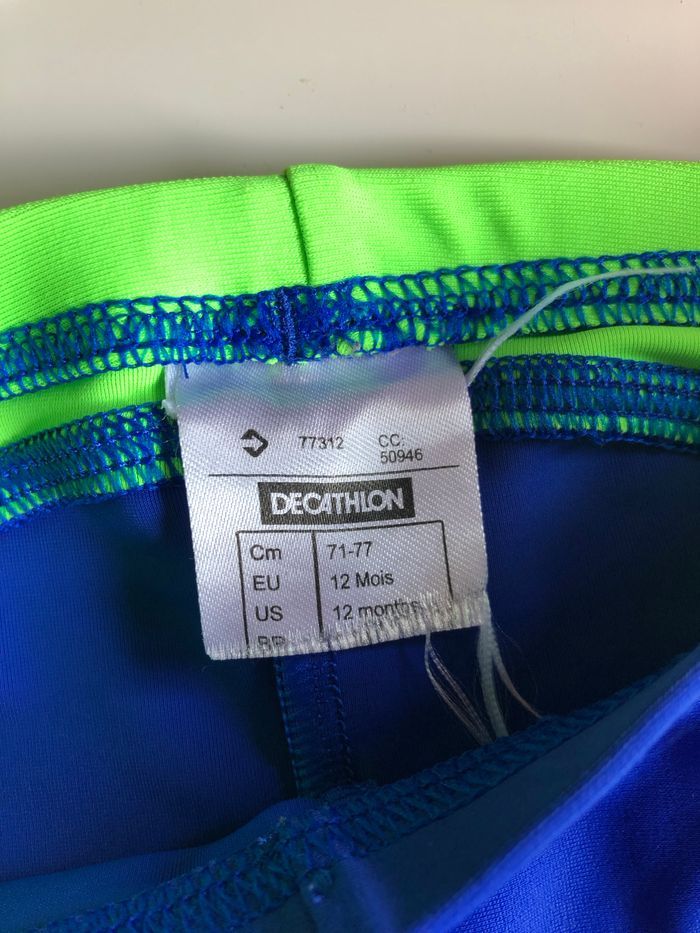 77312 CC:
50946
DECATHLON
Cm 71-77
EU 12 Mois
US 12 months